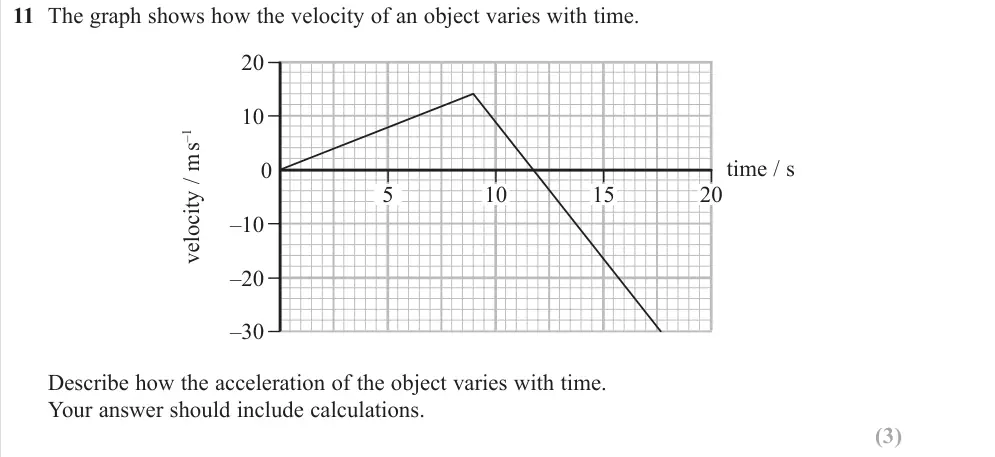 11 The graph shows how the velocity of an object varies with time.
20
10
0
–10
–20
–30
velocity / m s⁻¹
5 10 15 20
time / s
Describe how the acceleration of the object varies with time.
Your answer should include calculations.
(3)